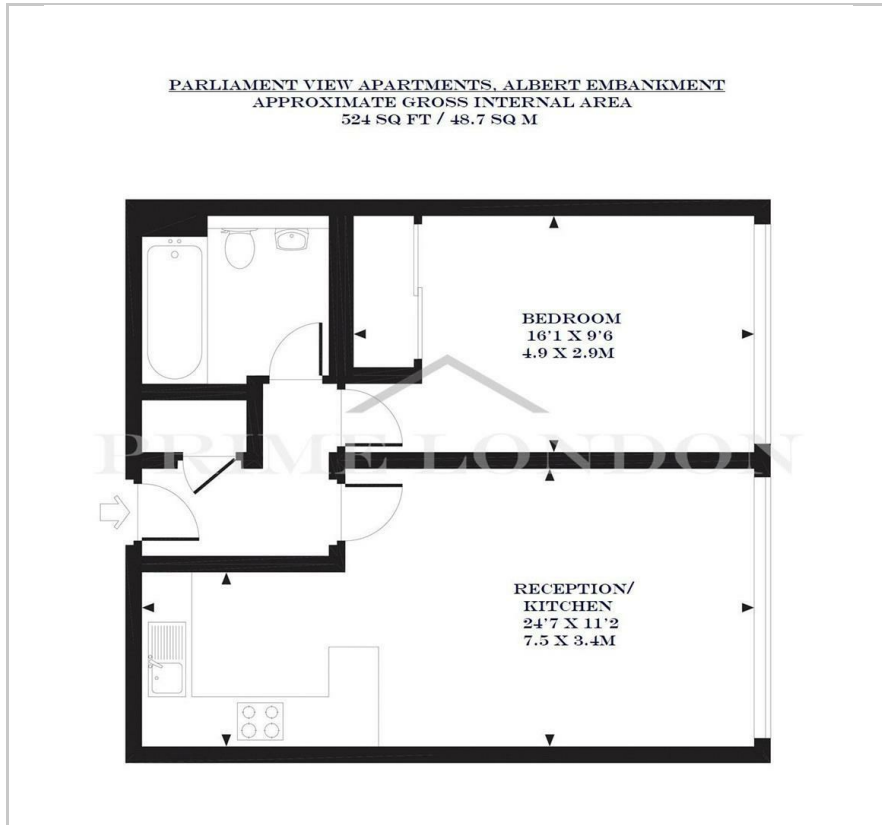 PARLIAMENT VIEW APARTMENTS, ALBERT EMBANKMENT
APPROXIMATE GROSS INTERNAL AREA
524 SQ FT / 48.7 SQ M
BEDROOM
16'1 X 9'6
4.9 X 2.9M
PRIME LONDON
RECEPTION/
KITCHEN
24'7 X 11'2
7.5 X 3.4M